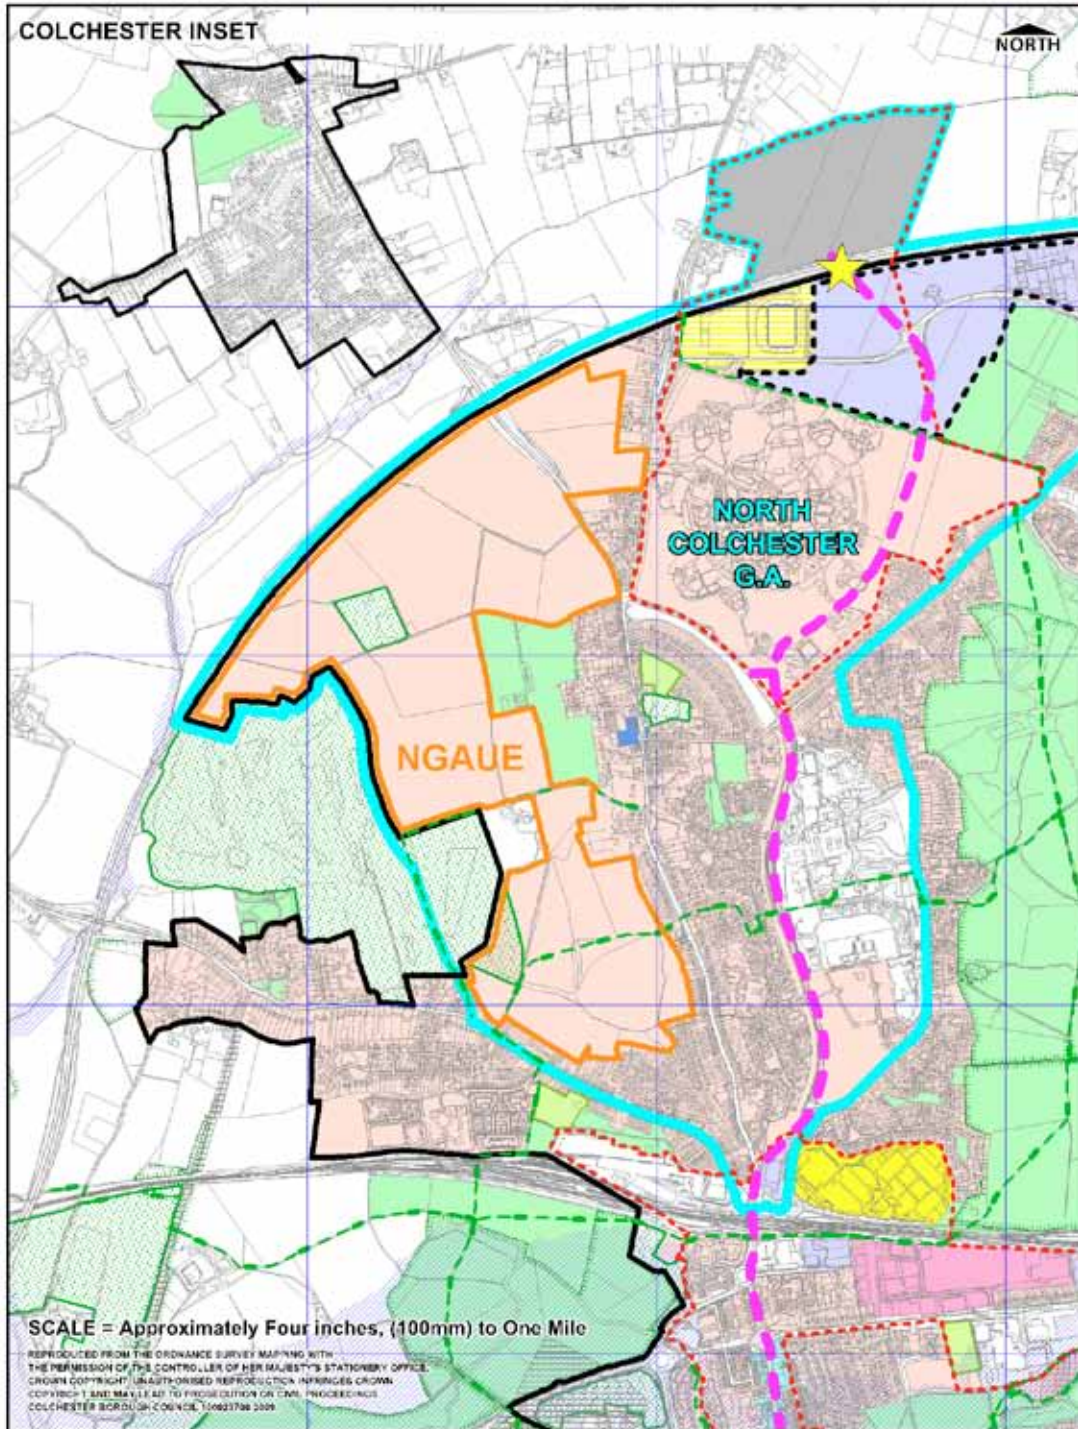 COLCHESTER INSET
NORTH
NORTH
COLCHESTER
G.A.
NGAUE
SCALE = Approximately Four inches, (100mm) to One Mile
REPRODUCED FROM THE ORDNANCE SURVEY MAPPING WITH
THE PERMISSION OF THE CONTROLLER OF HER MAJESTY'S STATIONERY OFFICE.
CROWN COPYRIGHT. UNAUTHORISED REPRODUCTION INFRINGES CROWN
COPYRIGHT AND MAY LEAD TO PROSECUTION OR CIVIL PROCEEDINGS
COLCHESTER BOROUGH COUNCIL 2009